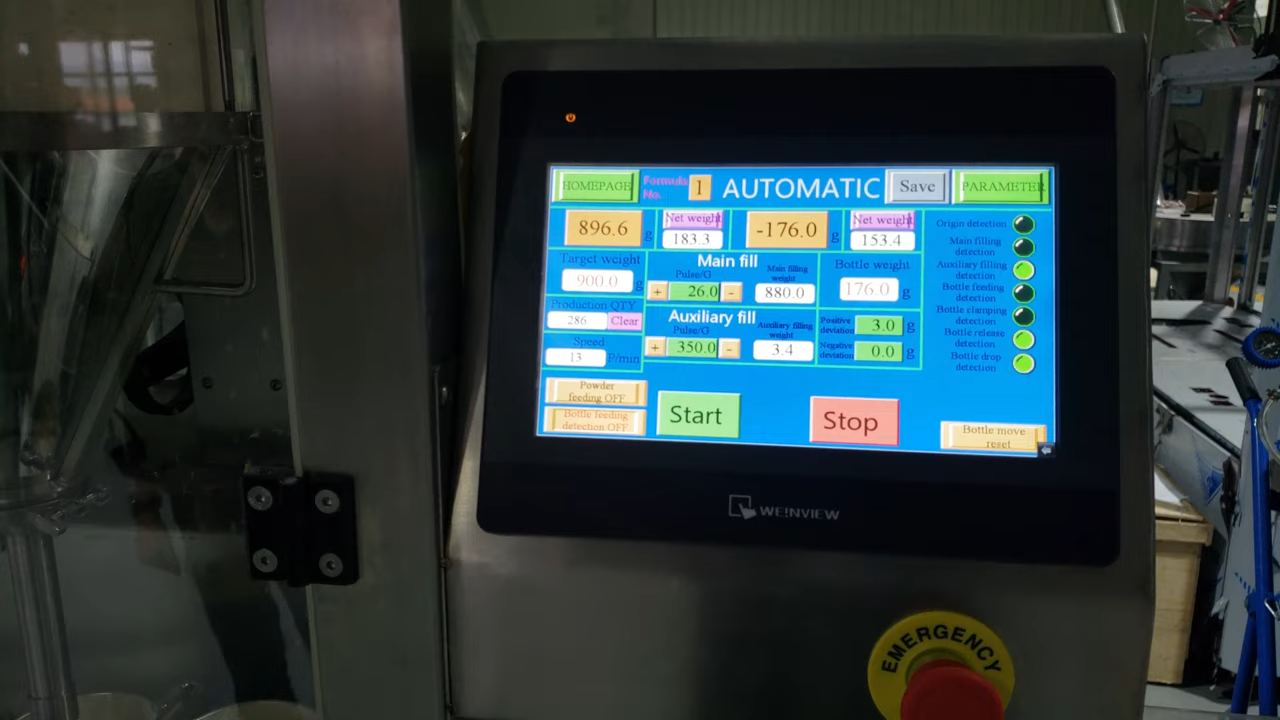 HOMEPAGE
Formula
No.
1
AUTOMATIC
Save
PARAMETER
896.6 g
Net weight
183.3
-176.0 g
Net weight
153.4
Target weight
900.0 g
Main fill
Pulse/G
+ 26.0 -
Main filling
weight
880.0
Bottle weight
176.0 g
Production QTY
286 Clear
Speed
13 P/min
Auxiliary fill
Pulse/G
+ 350.0 -
Auxiliary filling
weight
3.4
Positive
deviation
3.0 g
Negative
deviation
0.0 g
Origin detection
Main filling
detection
Auxiliary filling
detection
Bottle feeding
detection
Bottle clamping
detection
Bottle release
detection
Bottle drop
detection
Powder
feeding OFF
Bottle feeding
detection OFF
Start
Stop
Bottle move
reset
WE!NVIEW
EMERGENCY